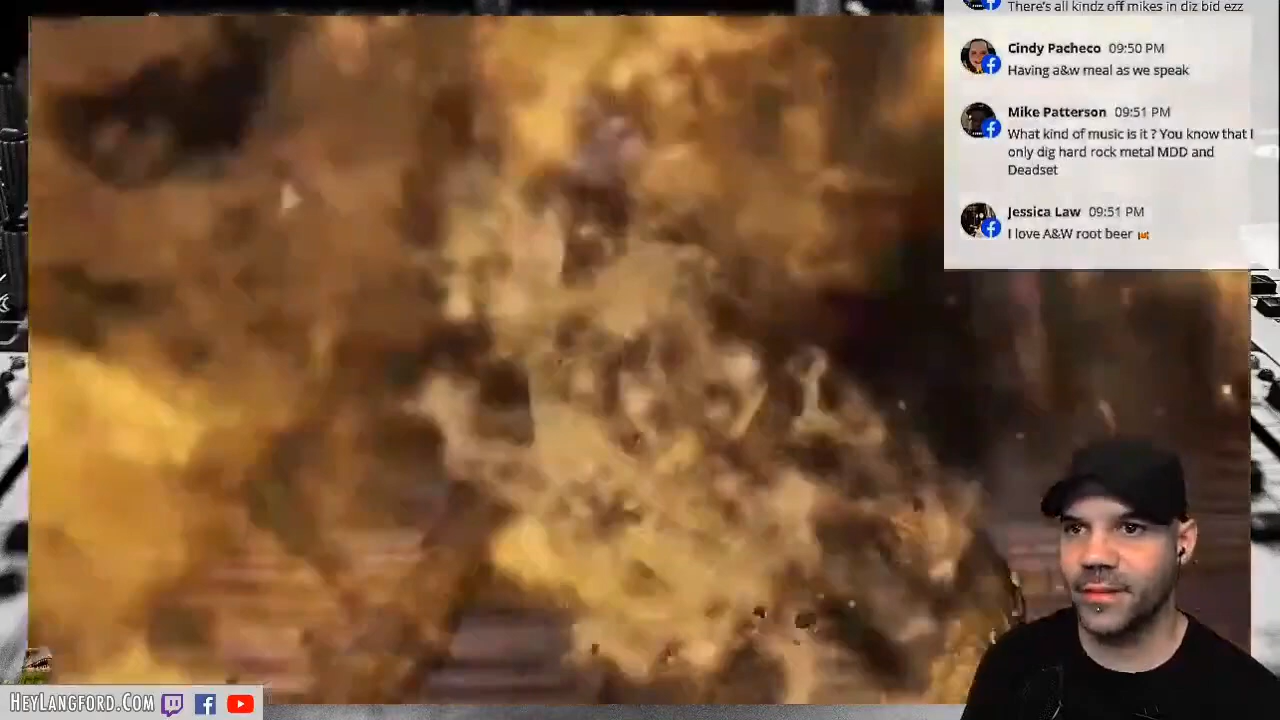 There's all kindz off mikes in diz bid ezz
Cindy Pacheco 09:50 PM
Having a&w meal as we speak
Mike Patterson 09:51 PM
What kind of music is it ? You know that I
only dig hard rock metal MDD and
Deadset
Jessica Law 09:51 PM
I love A&W root beer 🍻
HeyLangford.Com